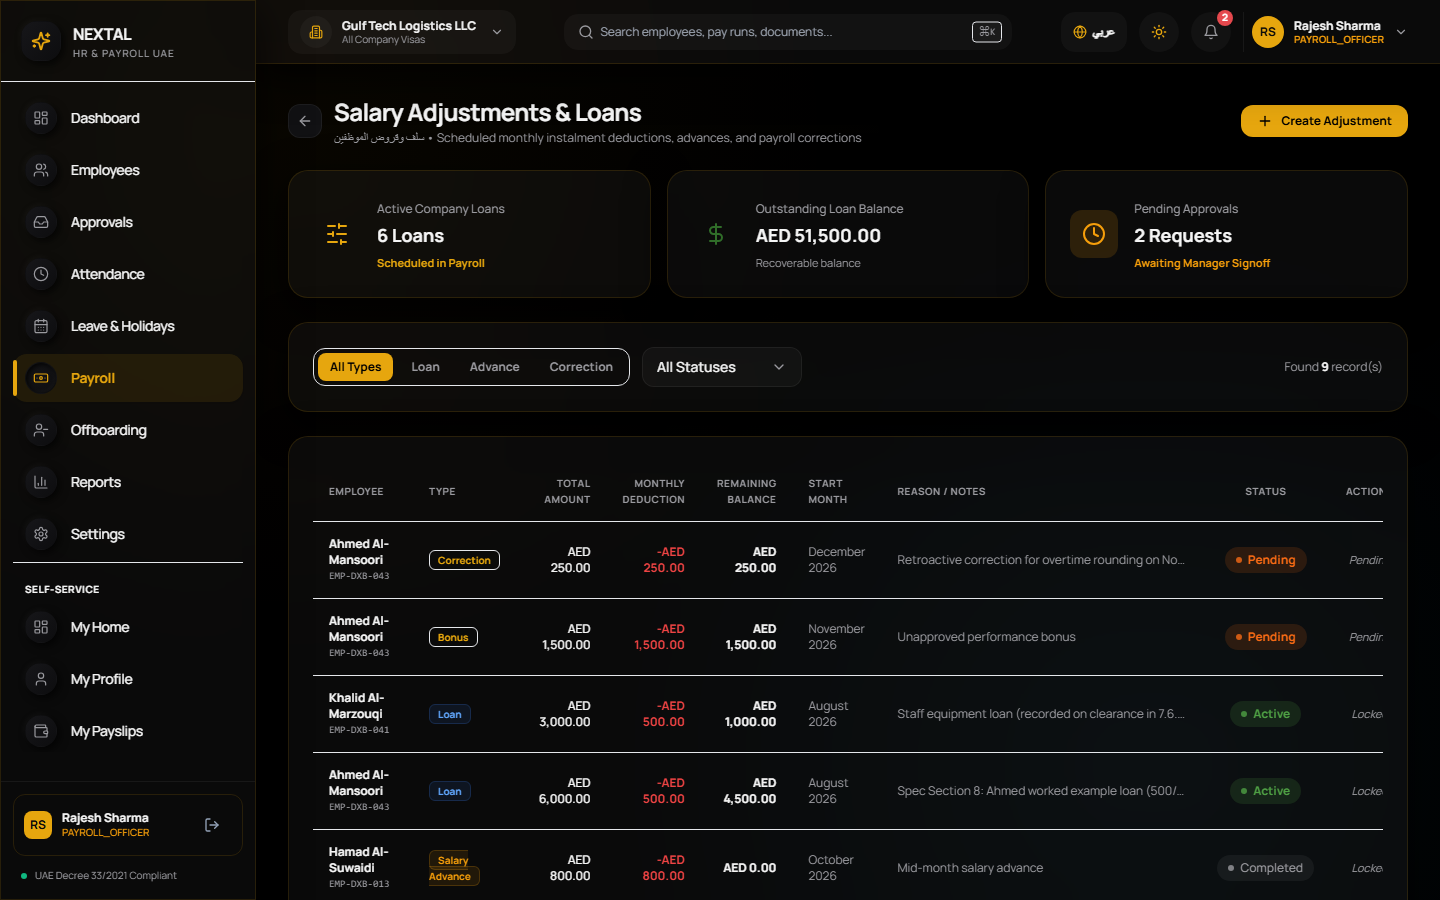 NEXTAL
HR & PAYROLL UAE
Dashboard
Employees
Approvals
Attendance
Leave & Holidays
Payroll
Offboarding
Reports
Settings
SELF-SERVICE
My Home
My Profile
My Payslips
RS
Rajesh Sharma
PAYROLL_OFFICER
UAE Decree 33/2021 Compliant
Gulf Tech Logistics LLC
All Company Visas
Search employees, pay runs, documents...
⌘K
عربي
2
RS
Rajesh Sharma
PAYROLL_OFFICER
Salary Adjustments & Loans
سلف وقروض الموظفين • Scheduled monthly instalment deductions, advances, and payroll corrections
Create Adjustment
Active Company Loans
6 Loans
Scheduled in Payroll
Outstanding Loan Balance
AED 51,500.00
Recoverable balance
Pending Approvals
2 Requests
Awaiting Manager Signoff
All Types
Loan
Advance
Correction
All Statuses
Found 9 record(s)
EMPLOYEE
TYPE
TOTAL
AMOUNT
MONTHLY
DEDUCTION
REMAINING
BALANCE
START
MONTH
REASON / NOTES
STATUS
ACTION
Ahmed Al-
Mansoori
EMP-DXB-043
Correction
AED
250.00
-AED
250.00
AED
250.00
December
2026
Retroactive correction for overtime rounding on No...
Pending
Pendin
Ahmed Al-
Mansoori
EMP-DXB-043
Bonus
AED
1,500.00
-AED
1,500.00
AED
1,500.00
November
2026
Unapproved performance bonus
Pending
Pendin
Khalid Al-
Marzouqi
EMP-DXB-041
Loan
AED
3,000.00
-AED
500.00
AED
1,000.00
August
2026
Staff equipment loan (recorded on clearance in 7.6....
Active
Locke
Ahmed Al-
Mansoori
EMP-DXB-043
Loan
AED
6,000.00
-AED
500.00
AED
4,500.00
August
2026
Spec Section 8: Ahmed worked example loan (500/...
Active
Locke
Hamad Al-
Suwaidi
EMP-DXB-013
Salary
Advance
AED
800.00
-AED
800.00
AED 0.00
October
2026
Mid-month salary advance
Completed
Locke